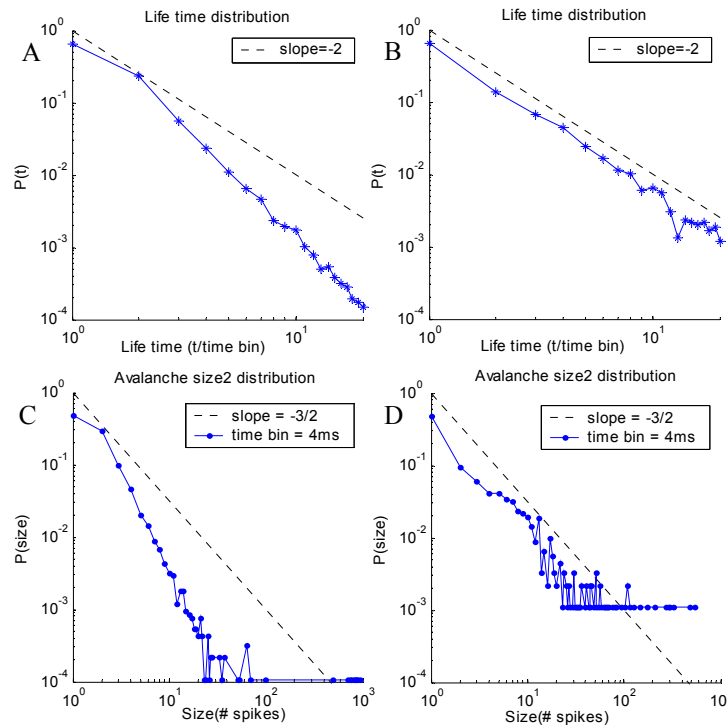 Life time distribution
A
slope=-2
10^0
10^-1
10^-2
10^-3
10^-4
P(t)
10^0
10^1
Life time (t/time bin)
Life time distribution
B
slope=-2
10^0
10^-1
10^-2
10^-3
10^-4
P(t)
10^0
10^1
Life time (t/time bin)
Avalanche size2 distribution
C
slope = -3/2
time bin = 4ms
10^0
10^-1
10^-2
10^-3
10^-4
P(size)
10^0
10^1
10^2
10^3
Size(# spikes)
Avalanche size2 distribution
D
slope = -3/2
time bin = 4ms
10^0
10^-1
10^-2
10^-3
10^-4
P(size)
10^0
10^1
10^2
Size(# spikes)